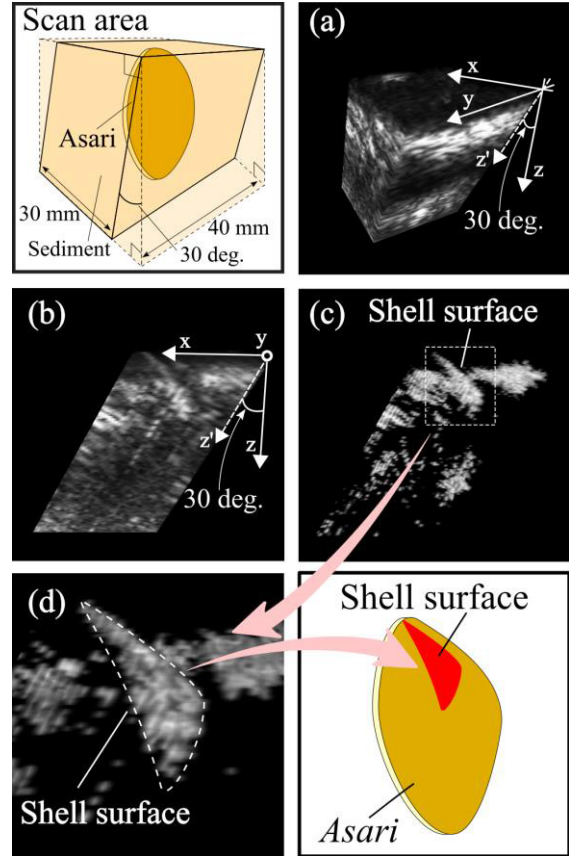 Scan area
Asari
30 mm
Sediment
40 mm
30 deg.
(a)
x
y
z'
z
30 deg.
(b)
x
y
z'
z
30 deg.
(c)
Shell surface
(d)
Shell surface
Shell surface
Asari